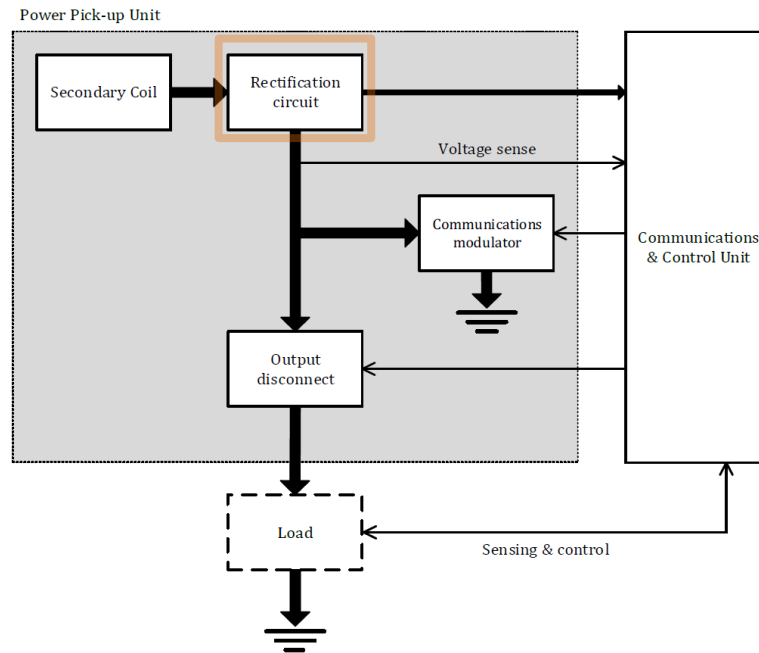 Power Pick-up Unit
Secondary Coil
Rectification
circuit
Voltage sense
Communications
modulator
Communications
& Control Unit
Output
disconnect
Load
Sensing & control